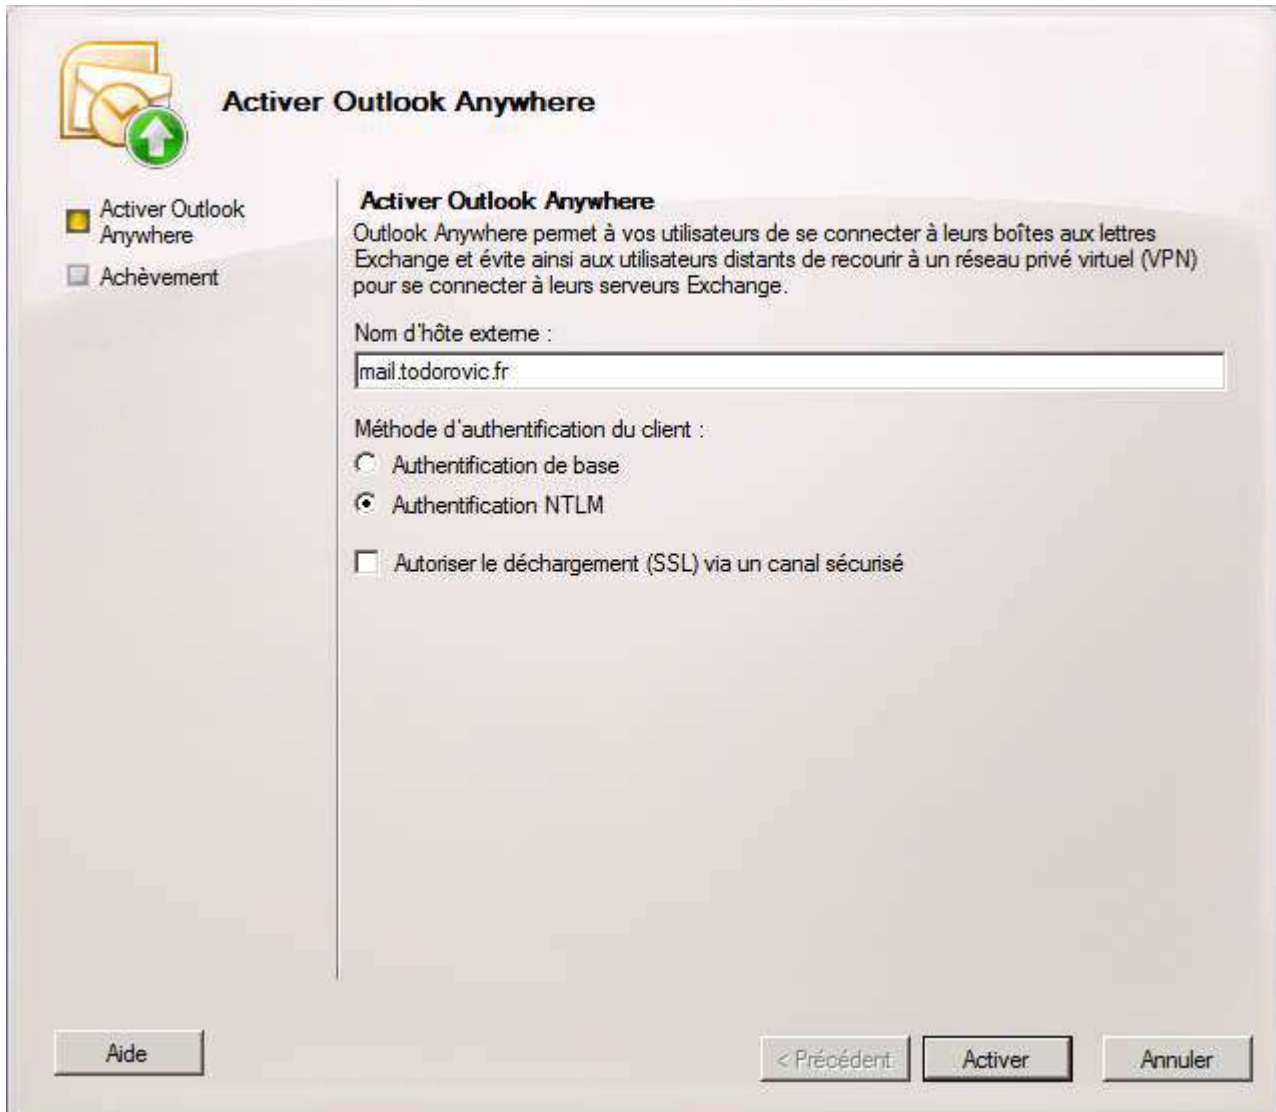 Activer Outlook Anywhere
Activer Outlook
Anywhere
Achèvement
Activer Outlook Anywhere
Outlook Anywhere permet à vos utilisateurs de se connecter à leurs boîtes aux lettres
Exchange et évite ainsi aux utilisateurs distants de recourir à un réseau privé virtuel (VPN)
pour se connecter à leurs serveurs Exchange.
Nom d'hôte externe :
mail.todorovic.fr
Méthode d'authentification du client :
Authentification de base
Authentification NTLM
Autoriser le déchargement (SSL) via un canal sécurisé
Aide
< Précédent
Activer
Annuler